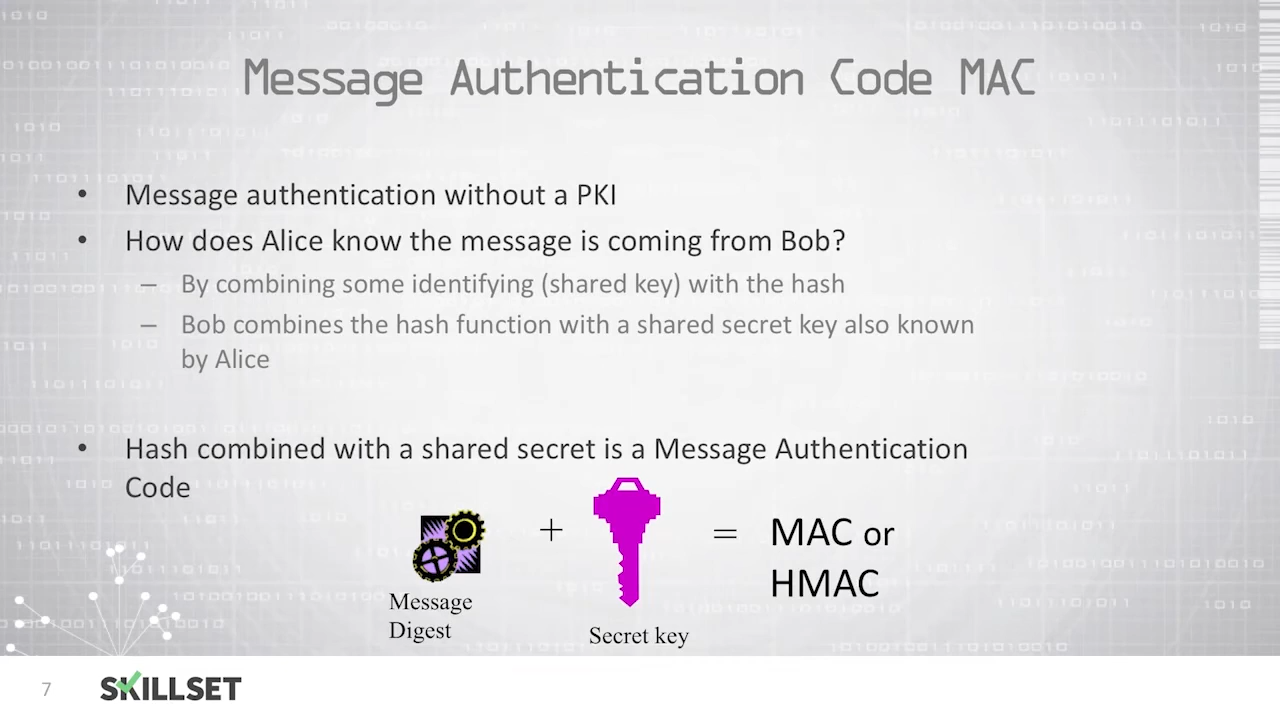 Message Authentication Code MAC
• Message authentication without a PKI
• How does Alice know the message is coming from Bob?
– By combining some identifying (shared key) with the hash
– Bob combines the hash function with a shared secret key also known
by Alice
• Hash combined with a shared secret is a Message Authentication
Code
+
=
MAC or
HMAC
Message
Digest
Secret key
7
SKILLSET